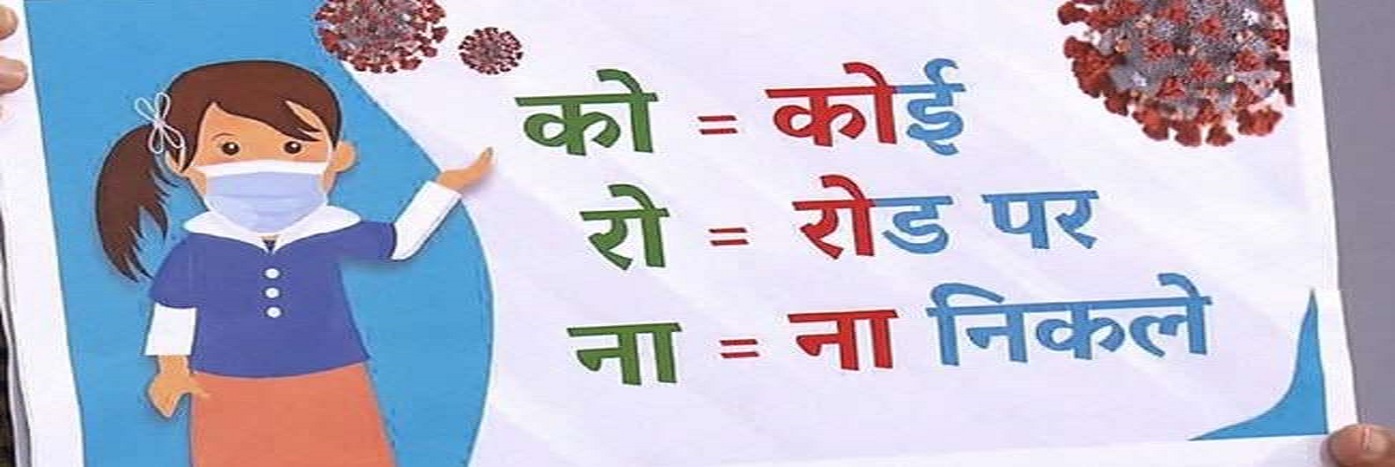 को = कोई
रो = रोड पर
ना = ना निकले